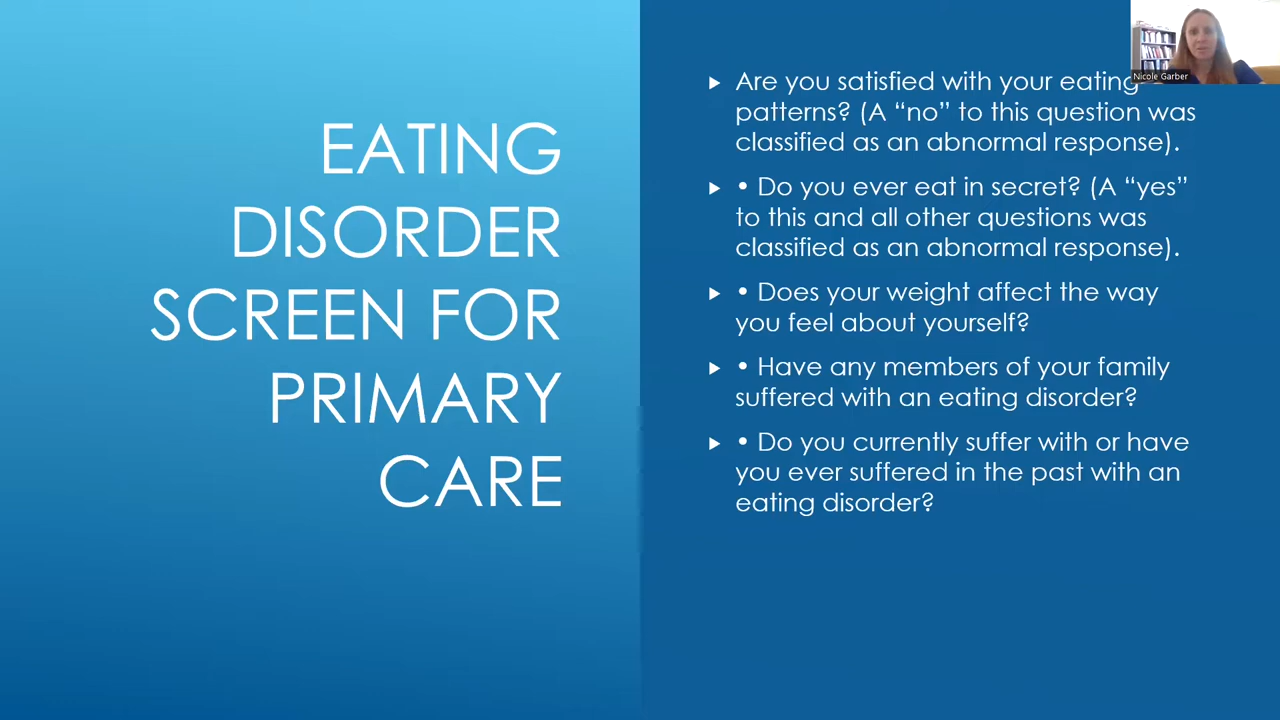 EATING
DISORDER
SCREEN FOR
PRIMARY
CARE
Are you satisfied with your eating
patterns? (A “no” to this question was
classified as an abnormal response).
• Do you ever eat in secret? (A “yes”
to this and all other questions was
classified as an abnormal response).
• Does your weight affect the way
you feel about yourself?
• Have any members of your family
suffered with an eating disorder?
• Do you currently suffer with or have
you ever suffered in the past with an
eating disorder?
Nicole Garber